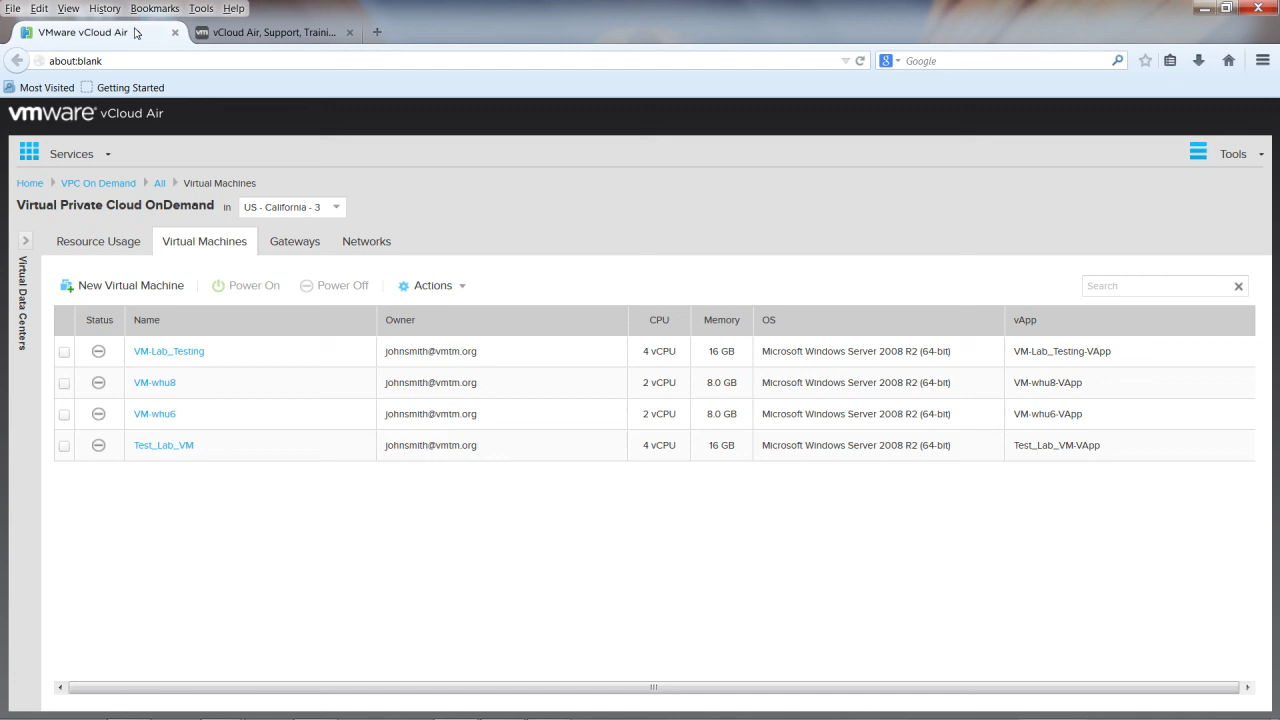 File Edit View History Bookmarks Tools Help
VMware vCloud Air vm vCloud Air, Support, Traini...
about:blank Google
Most Visited Getting Started
vmware® vCloud Air
Services Tools
Home VPC On Demand All Virtual Machines
Virtual Private Cloud OnDemand in US - California - 3
Resource Usage Virtual Machines Gateways Networks
Virtual Data Centers
New Virtual Machine Power On Power Off Actions Search
Status Name Owner CPU Memory OS vApp
VM-Lab_Testing johnsmith@vmtm.org 4 vCPU 16 GB Microsoft Windows Server 2008 R2 (64-bit) VM-Lab_Testing-VApp
VM-whu8 johnsmith@vmtm.org 2 vCPU 8.0 GB Microsoft Windows Server 2008 R2 (64-bit) VM-whu8-VApp
VM-whu6 johnsmith@vmtm.org 2 vCPU 8.0 GB Microsoft Windows Server 2008 R2 (64-bit) VM-whu6-VApp
Test_Lab_VM johnsmith@vmtm.org 4 vCPU 16 GB Microsoft Windows Server 2008 R2 (64-bit) Test_Lab_VM-VApp